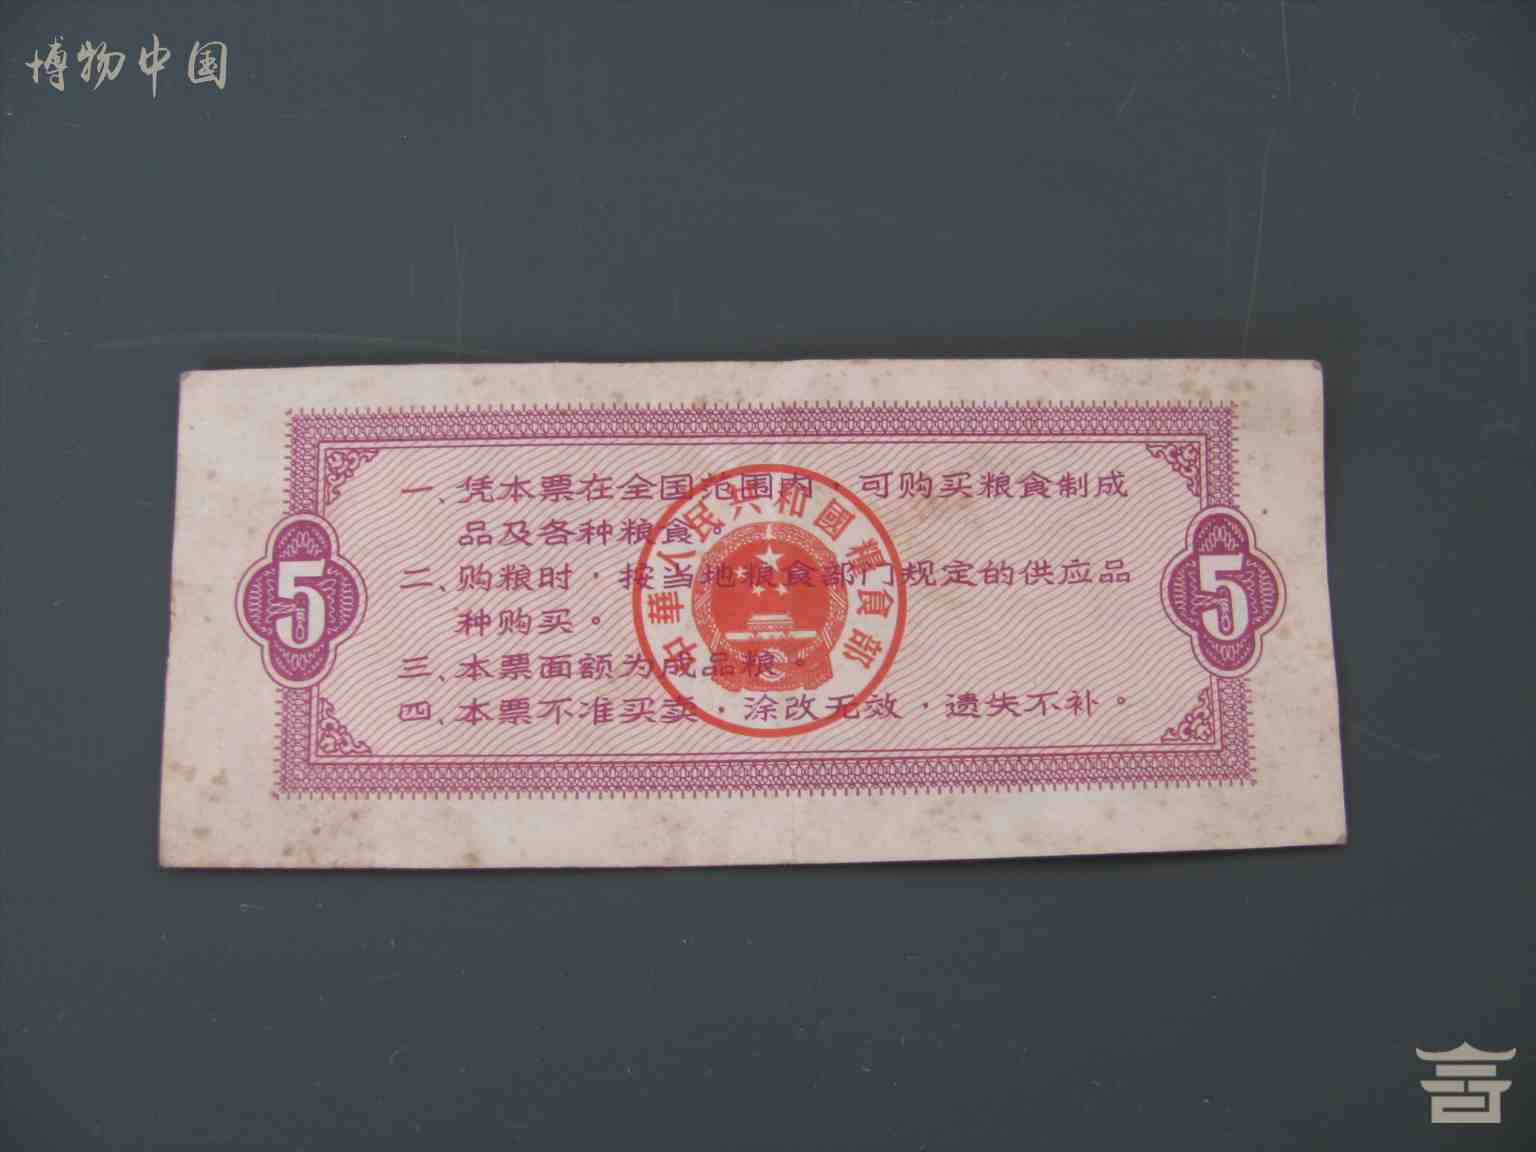 博物中国
一、凭本票在全国范围内，可购买粮食制成
品及各种粮食。
二、购粮时，按当地粮食部门规定的供应品
种购买。
三、本票面额为成品粮。
四、本票不准买卖，涂改无效，遗失不补。
5
5
中華人民共和國糧食部